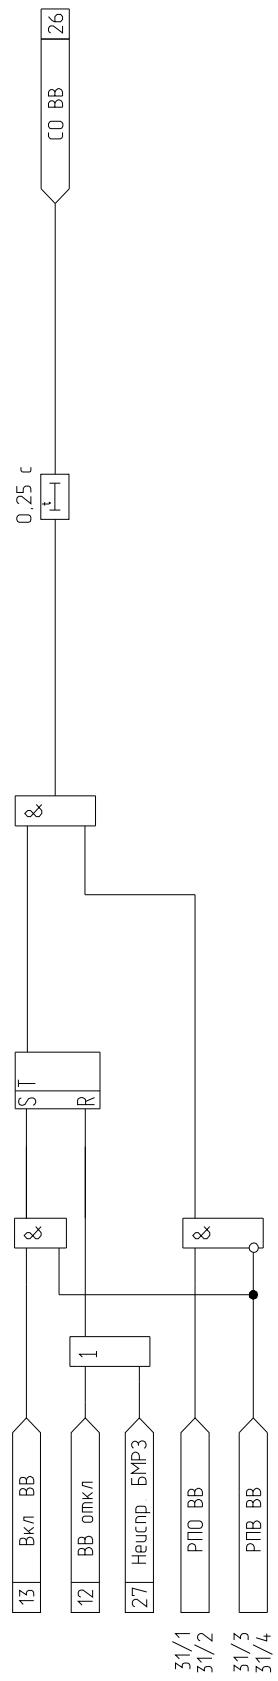 13 Вкл ВВ
12 ВВ откл
27 Неиспр БМРЗ
РПО ВВ
31/1
31/2
РПВ ВВ
31/3
31/4
&
1
&
S T
R
&
0,25 с
t
СО ВВ 26